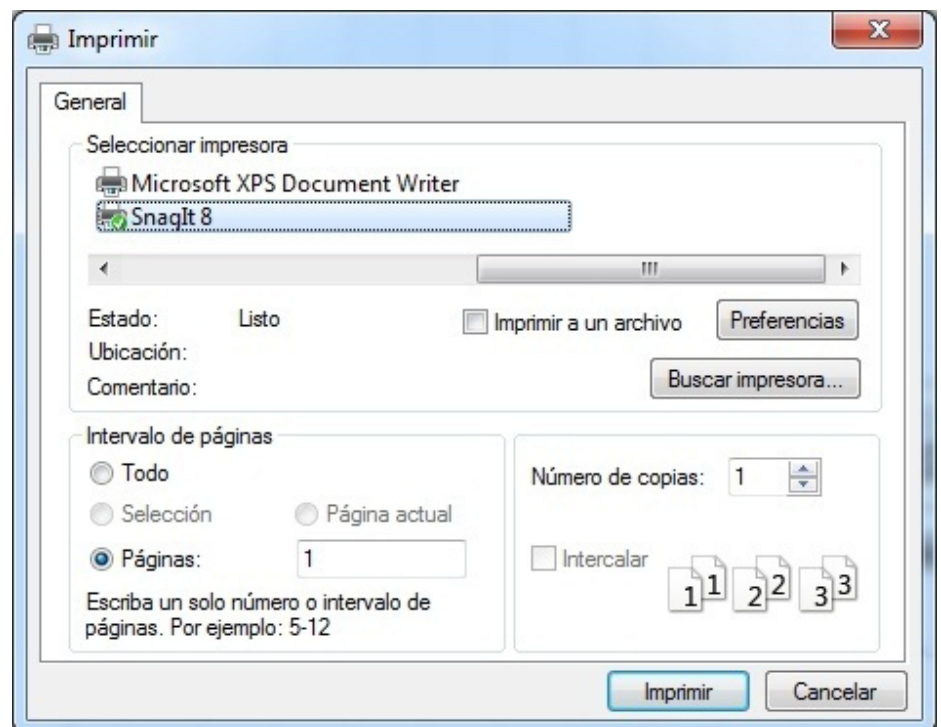 Imprimir
General
Seleccionar impresora
Microsoft XPS Document Writer
SnagIt 8
Estado: Listo
Imprimir a un archivo
Preferencias
Ubicación:
Buscar impresora...
Comentario:
Intervalo de páginas
Todo
Selección
Página actual
Páginas: 1
Escriba un solo número o intervalo de
páginas. Por ejemplo: 5-12
Número de copias: 1
Intercalar
1 1 2 2 3 3
Imprimir
Cancelar